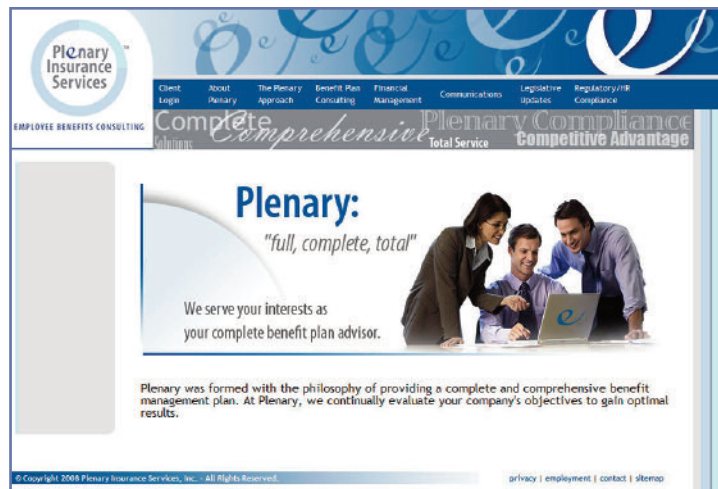 Plenary™
Insurance
Services
EMPLOYEE BENEFITS CONSULTING
Client Login
About Plenary
The Plenary Approach
Benefit Plan Consulting
Financial Management
Communications
Legislative Updates
Regulatory/HR Compliance
Complete
Solutions
Comprehensive
Plenary Compliance
Total Service
Competitive Advantage
Plenary:
"full, complete, total"
We serve your interests as
your complete benefit plan advisor.
Plenary was formed with the philosophy of providing a complete and comprehensive benefit
management plan. At Plenary, we continually evaluate your company's objectives to gain optimal
results.
© Copyright 2008 Plenary Insurance Services, Inc. - All Rights Reserved.
privacy | employment | contact | sitemap